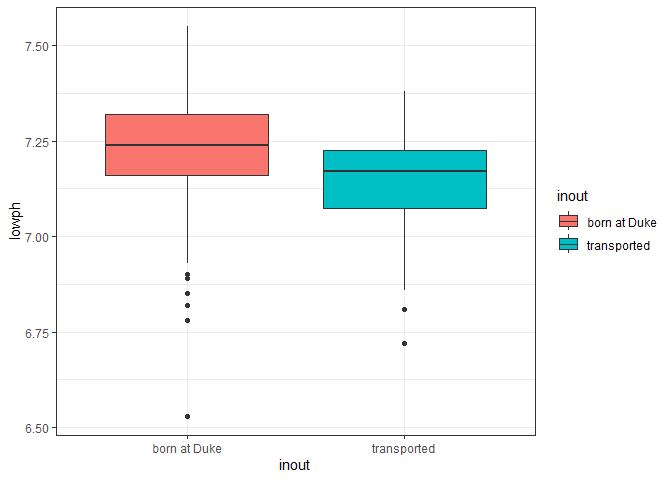 7.50
7.25
7.00
6.75
6.50
lowph
born at Duke
transported
inout
inout
born at Duke
transported